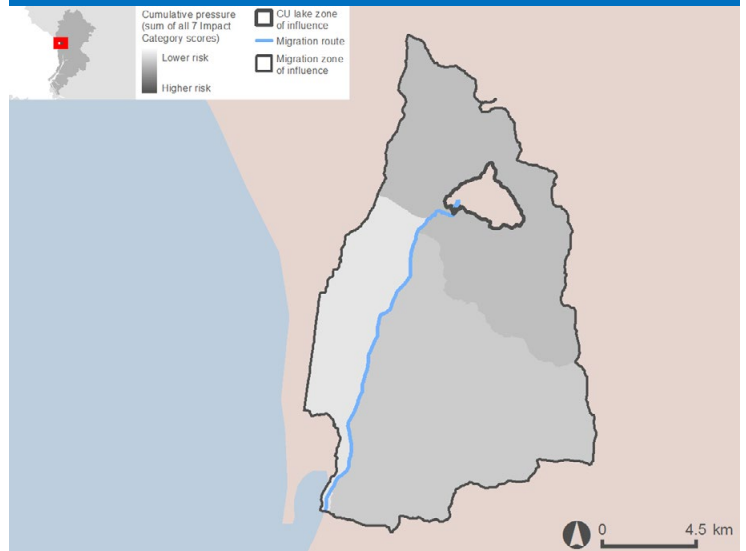 Cumulative pressure
(sum of all 7 Impact
Category scores)
Lower risk
Higher risk
CU lake zone
of influence
Migration route
Migration zone
of influence
0 4.5 km